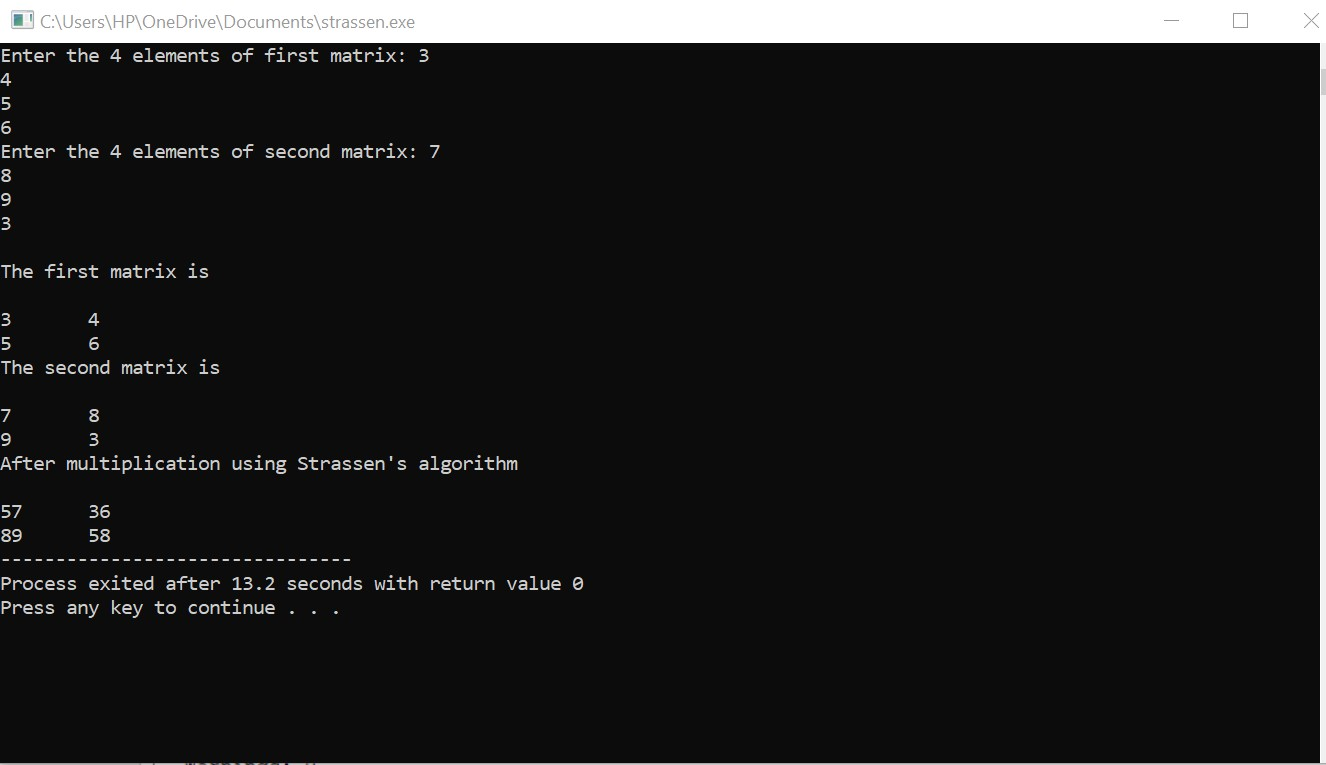 C:\Users\HP\OneDrive\Documents\strassen.exe
Enter the 4 elements of first matrix: 3
4
5
6
Enter the 4 elements of second matrix: 7
8
9
3
The first matrix is
3 4
5 6
The second matrix is
7 8
9 3
After multiplication using Strassen's algorithm
57 36
89 58
--------------------------------
Process exited after 13.2 seconds with return value 0
Press any key to continue . . .